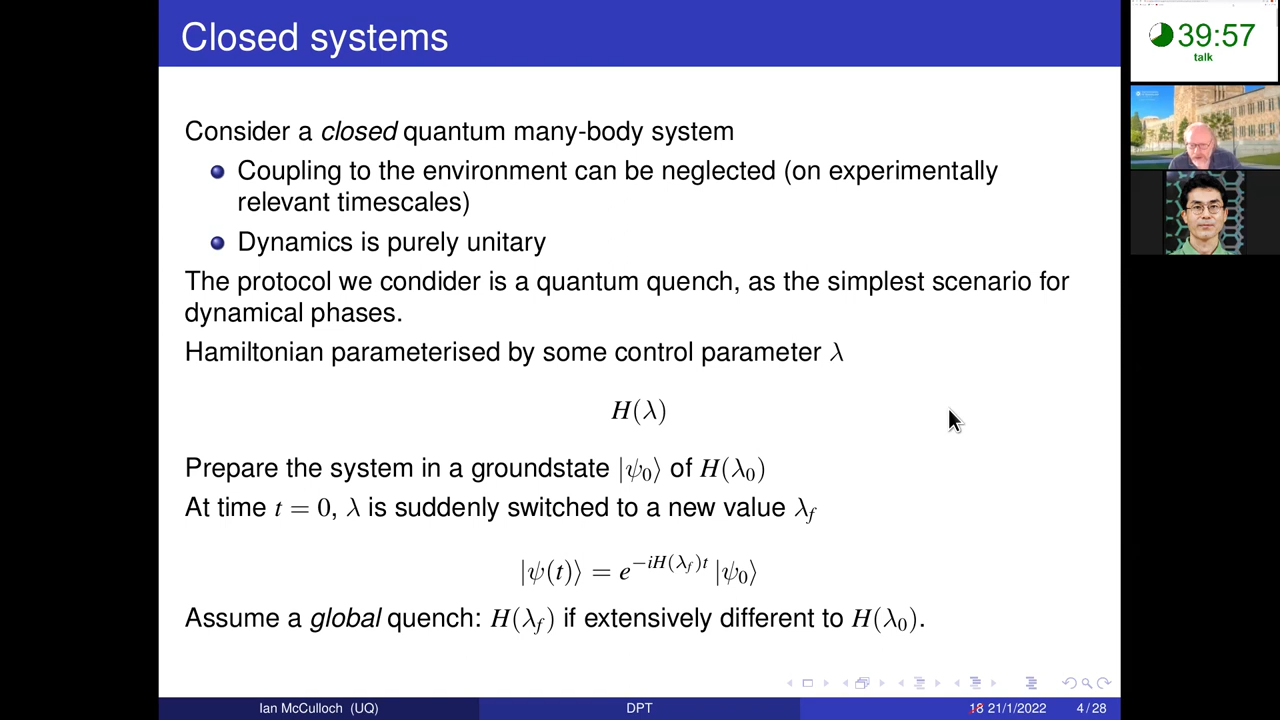 Closed systems
39:57
talk
Consider a closed quantum many-body system
Coupling to the environment can be neglected (on experimentally
relevant timescales)
Dynamics is purely unitary
The protocol we condider is a quantum quench, as the simplest scenario for
dynamical phases.
Hamiltonian parameterised by some control parameter λ
H(λ)
Prepare the system in a groundstate |ψ₀⟩ of H(λ₀)
At time t = 0, λ is suddenly switched to a new value λ_f
|ψ(t)⟩ = e^{−iH(λ_f)t} |ψ₀⟩
Assume a global quench: H(λ_f) if extensively different to H(λ₀).
Ian McCulloch (UQ) DPT 18 21/1/2022 4 / 28